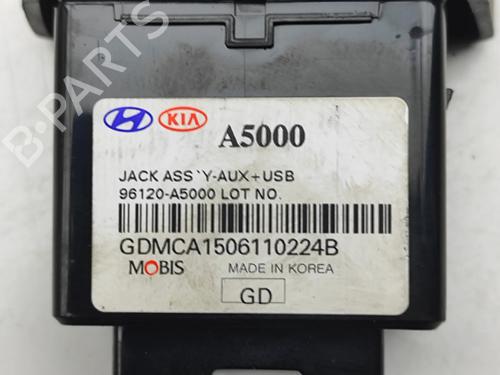 B-PARTS
KIA A5000
JACK ASS`Y-AUX+USB
96120-A5000 LOT NO.
GDMCA1506110224B
MOBIS MADE IN KOREA
GD